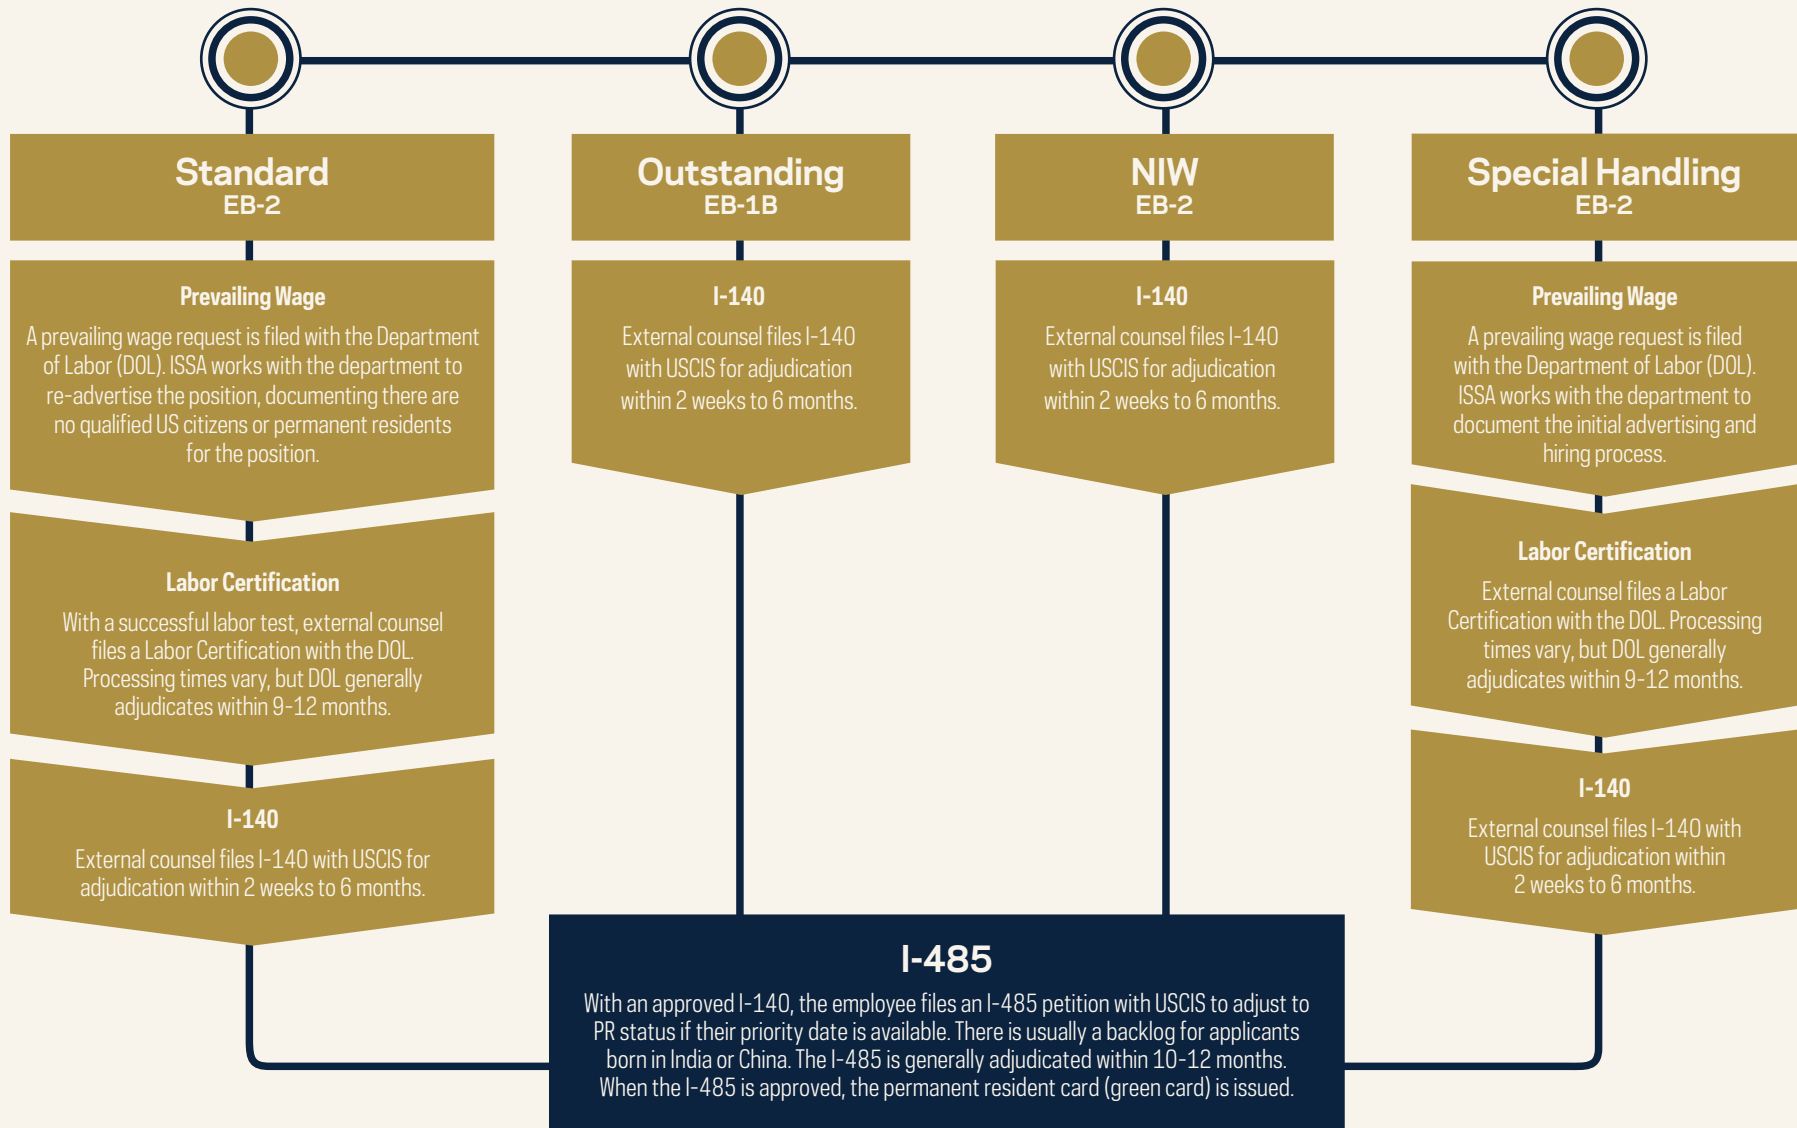 Standard
EB-2
Prevailing Wage
A prevailing wage request is filed with the Department
of Labor (DOL). ISSA works with the department to
re-advertise the position, documenting there are
no qualified US citizens or permanent residents
for the position.
Labor Certification
With a successful labor test, external counsel
files a Labor Certification with the DOL.
Processing times vary, but DOL generally
adjudicates within 9-12 months.
I-140
External counsel files I-140 with USCIS for
adjudication within 2 weeks to 6 months.
Outstanding
EB-1B
I-140
External counsel files I-140
with USCIS for adjudication
within 2 weeks to 6 months.
NIW
EB-2
I-140
External counsel files I-140
with USCIS for adjudication
within 2 weeks to 6 months.
Special Handling
EB-2
Prevailing Wage
A prevailing wage request is filed
with the Department of Labor (DOL).
ISSA works with the department to
document the initial advertising and
hiring process.
Labor Certification
External counsel files a Labor
Certification with the DOL. Processing
times vary, but DOL generally
adjudicates within 9-12 months.
I-140
External counsel files I-140 with
USCIS for adjudication within
2 weeks to 6 months.
I-485
With an approved I-140, the employee files an I-485 petition with USCIS to adjust to
PR status if their priority date is available. There is usually a backlog for applicants
born in India or China. The I-485 is generally adjudicated within 10-12 months.
When the I-485 is approved, the permanent resident card (green card) is issued.